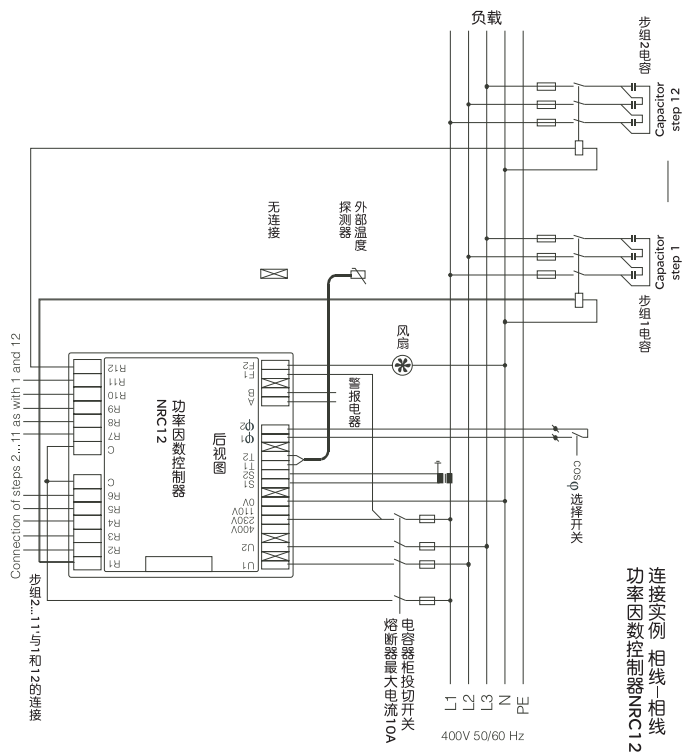 负载
步组2电容
Capacitor
step 12
无连接
外部温度
探测器
Capacitor
step 1
步组1电容
风扇
警报电器
Connection of steps 2...11 as with 1 and 12
R12
R11
R10
R9
R8
R7
C
C
R6
R5
R4
R3
R2
R1
功率因数控制器
NRC12
后视图
F2
F1
B
A
T2
T1
S2
S1
0V
110V
230V
400V
U2
U1
cosφ 选择开关
步组2...11'与1和12的连接
电容器柜投切开关
熔断器最大电流10A
L1
L2
L3
N
PE
400V 50/60 Hz
连接实例 相线—相线
功率因数控制器NRC12